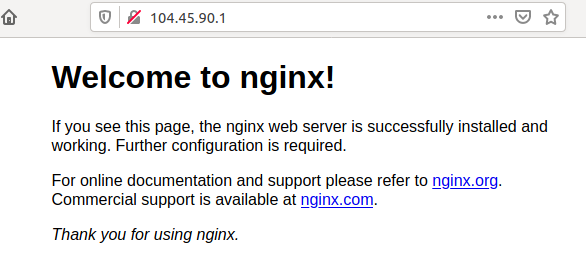 104.45.90.1
Welcome to nginx!
If you see this page, the nginx web server is successfully installed and
working. Further configuration is required.
For online documentation and support please refer to nginx.org.
Commercial support is available at nginx.com.
Thank you for using nginx.